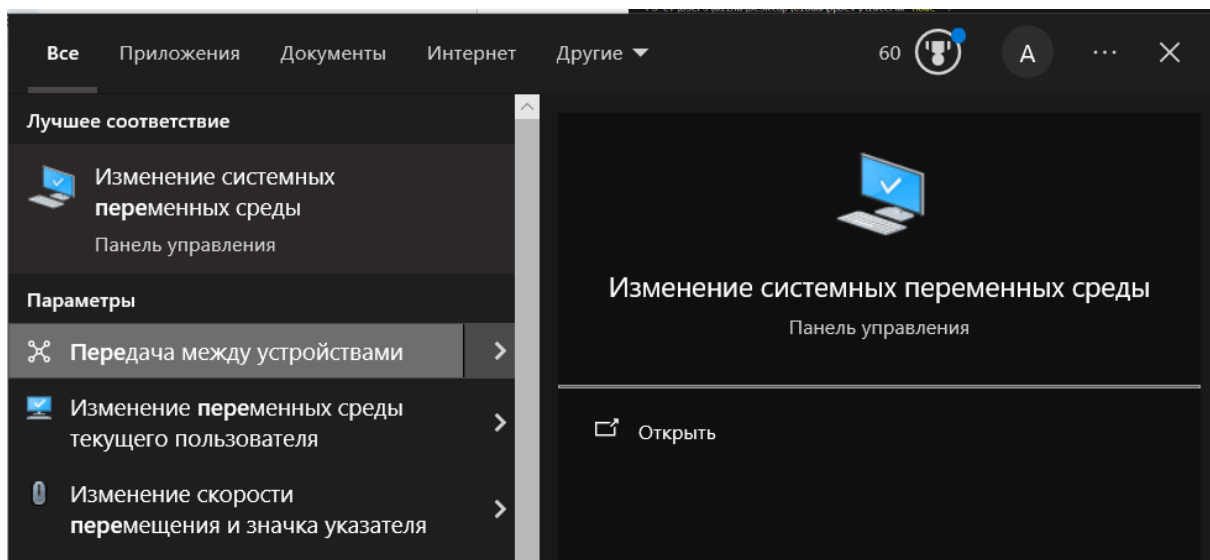 Все Приложения Документы Интернет Другие 60 A ...
Лучшее соответствие
Изменение системных
переменных среды
Панель управления
Параметры
Передача между устройствами
Изменение переменных среды
текущего пользователя
Изменение скорости
перемещения и значка указателя
Изменение системных переменных среды
Панель управления
Открыть